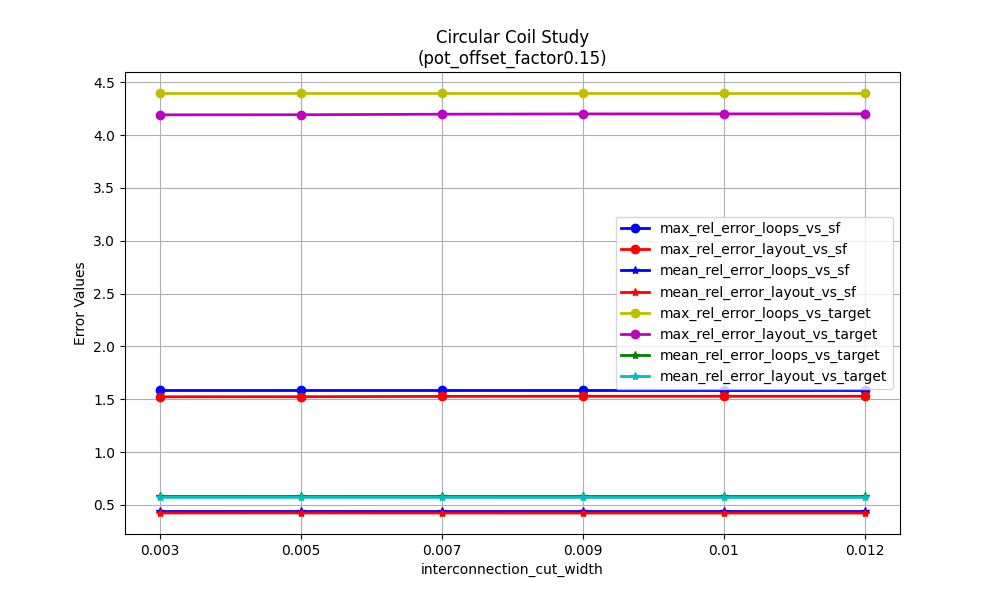 Circular Coil Study
(pot_offset_factor0.15)
4.5
4.0
3.5
3.0
2.5
2.0
1.5
1.0
0.5
Error Values
max_rel_error_loops_vs_sf
max_rel_error_layout_vs_sf
mean_rel_error_loops_vs_sf
mean_rel_error_layout_vs_sf
max_rel_error_loops_vs_target
max_rel_error_layout_vs_target
mean_rel_error_loops_vs_target
mean_rel_error_layout_vs_target
0.003 0.005 0.007 0.009 0.01 0.012
interconnection_cut_width